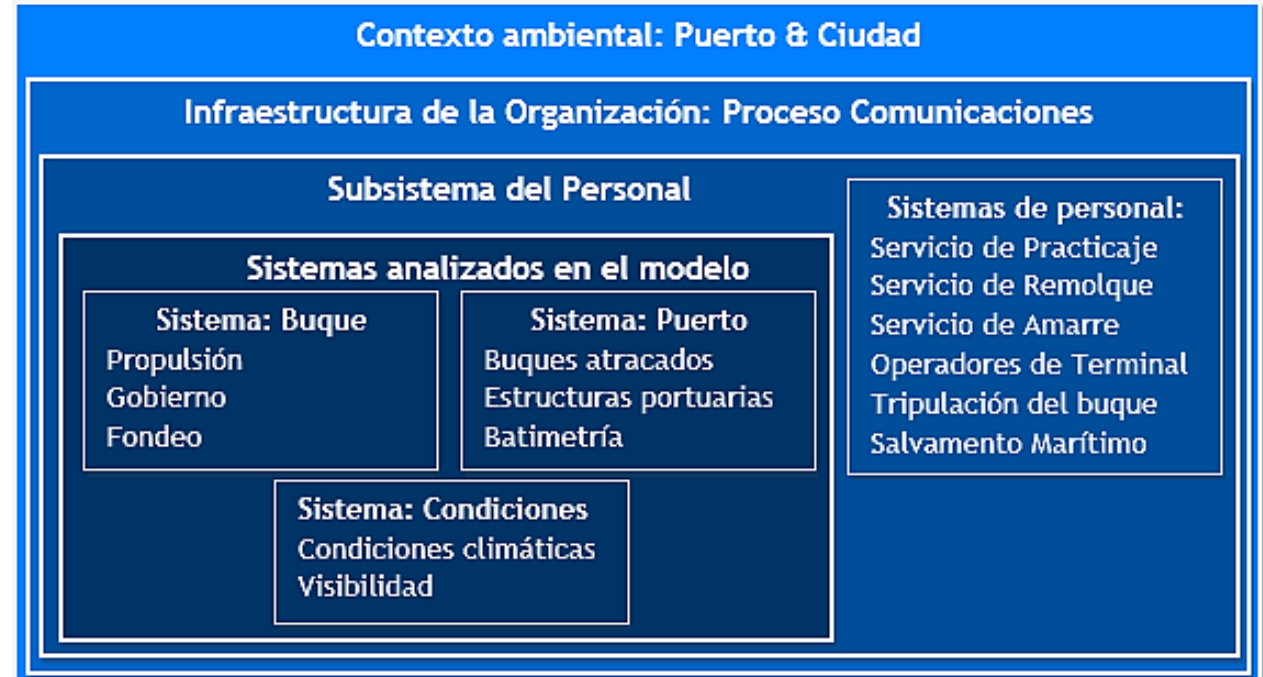 Contexto ambiental: Puerto & Ciudad
Infraestructura de la Organización: Proceso Comunicaciones
Subsistema del Personal
Sistemas analizados en el modelo
Sistema: Buque
Propulsión
Gobierno
Fondeo
Sistema: Puerto
Buques atracados
Estructuras portuarias
Batimetría
Sistema: Condiciones
Condiciones climáticas
Visibilidad
Sistemas de personal:
Servicio de Practicaje
Servicio de Remolque
Servicio de Amarre
Operadores de Terminal
Tripulación del buque
Salvamento Marítimo